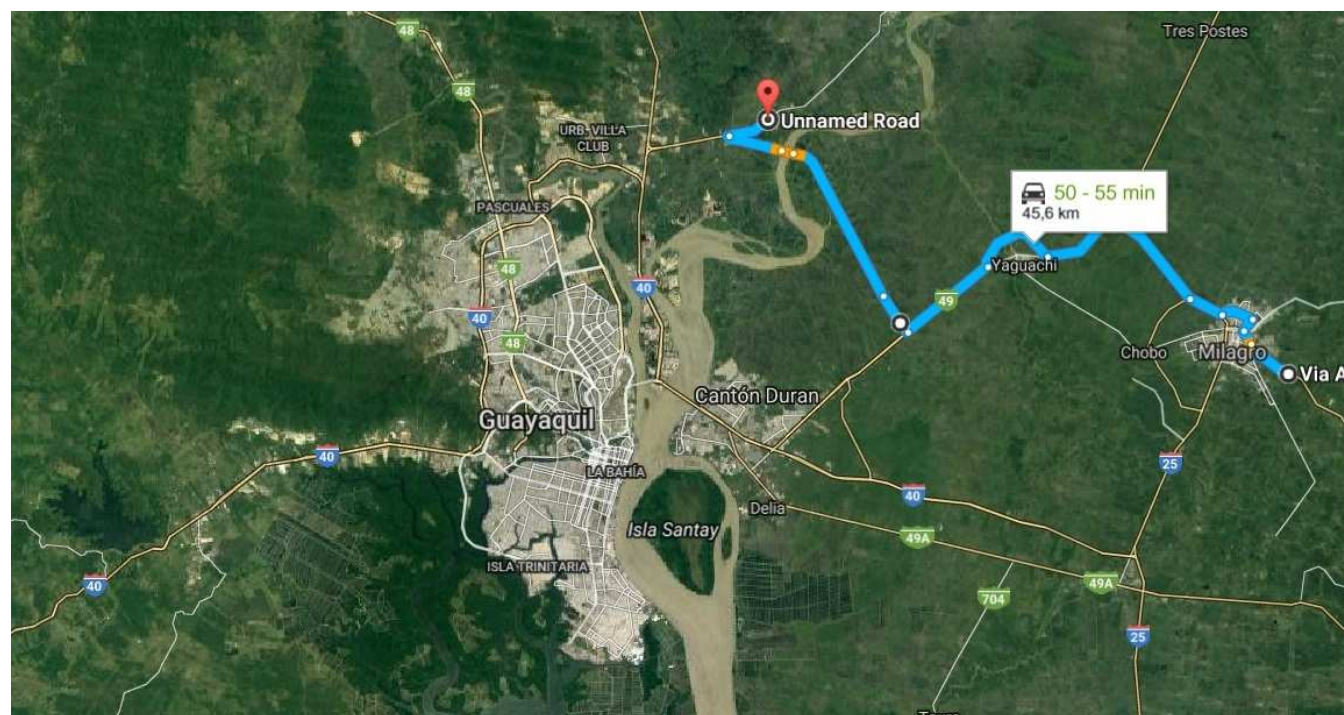 48
Tres Postes
48
Unnamed Road
URB. VILLA
CLUB
50 - 55 min
45,6 km
PASCUALES
Yaguachi
48
40
49
40
48
Chobo
Milagro
Via A
Cantón Duran
Guayaquil
40
LA BAHÍA
25
40
Delia
Isla Santay
49A
ISLA TRINITARIA
40
49A
704
25